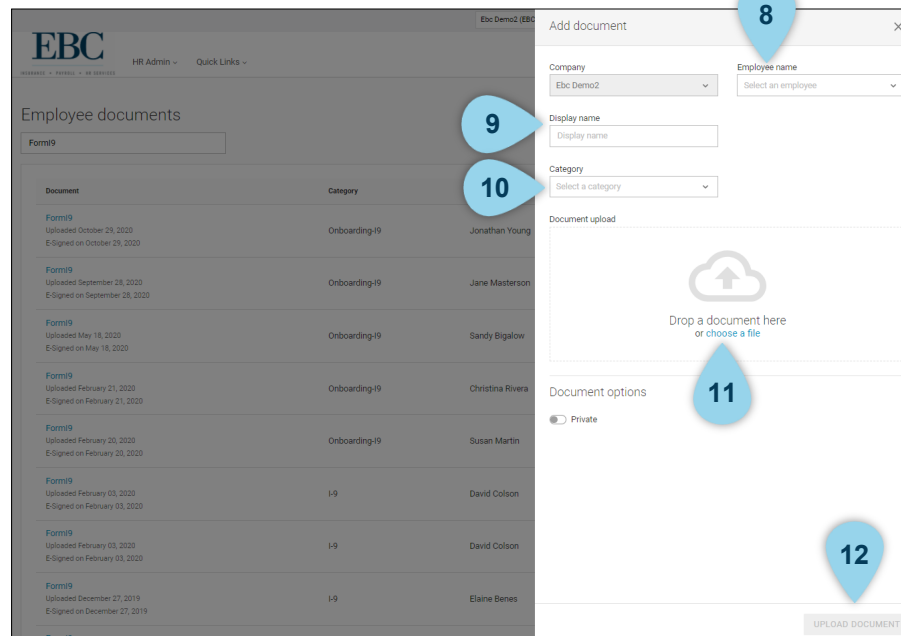 Ebc Demo2 (EBC
EBC
INSURANCE • PAYROLL • HR SERVICES
HR Admin
Quick Links
Employee documents
FormI9
Document
Category
FormI9
Uploaded October 29, 2020
E-Signed on October 29, 2020
Onboarding-I9
Jonathan Young
FormI9
Uploaded September 28, 2020
E-Signed on September 28, 2020
Onboarding-I9
Jane Masterson
FormI9
Uploaded May 18, 2020
E-Signed on May 18, 2020
Onboarding-I9
Sandy Bigalow
FormI9
Uploaded February 21, 2020
E-Signed on February 21, 2020
Onboarding-I9
Christina Rivera
FormI9
Uploaded February 20, 2020
E-Signed on February 20, 2020
Onboarding-I9
Susan Martin
FormI9
Uploaded February 03, 2020
E-Signed on February 03, 2020
I-9
David Colson
FormI9
Uploaded February 03, 2020
E-Signed on February 03, 2020
I-9
David Colson
FormI9
Uploaded December 27, 2019
E-Signed on December 27, 2019
I-9
Elaine Benes
Add document
8
Company
Employee name
Ebc Demo2
Select an employee
9
Display name
Display name
10
Category
Select a category
Document upload
Drop a document here
or choose a file
11
Document options
Private
12
UPLOAD DOCUMENT